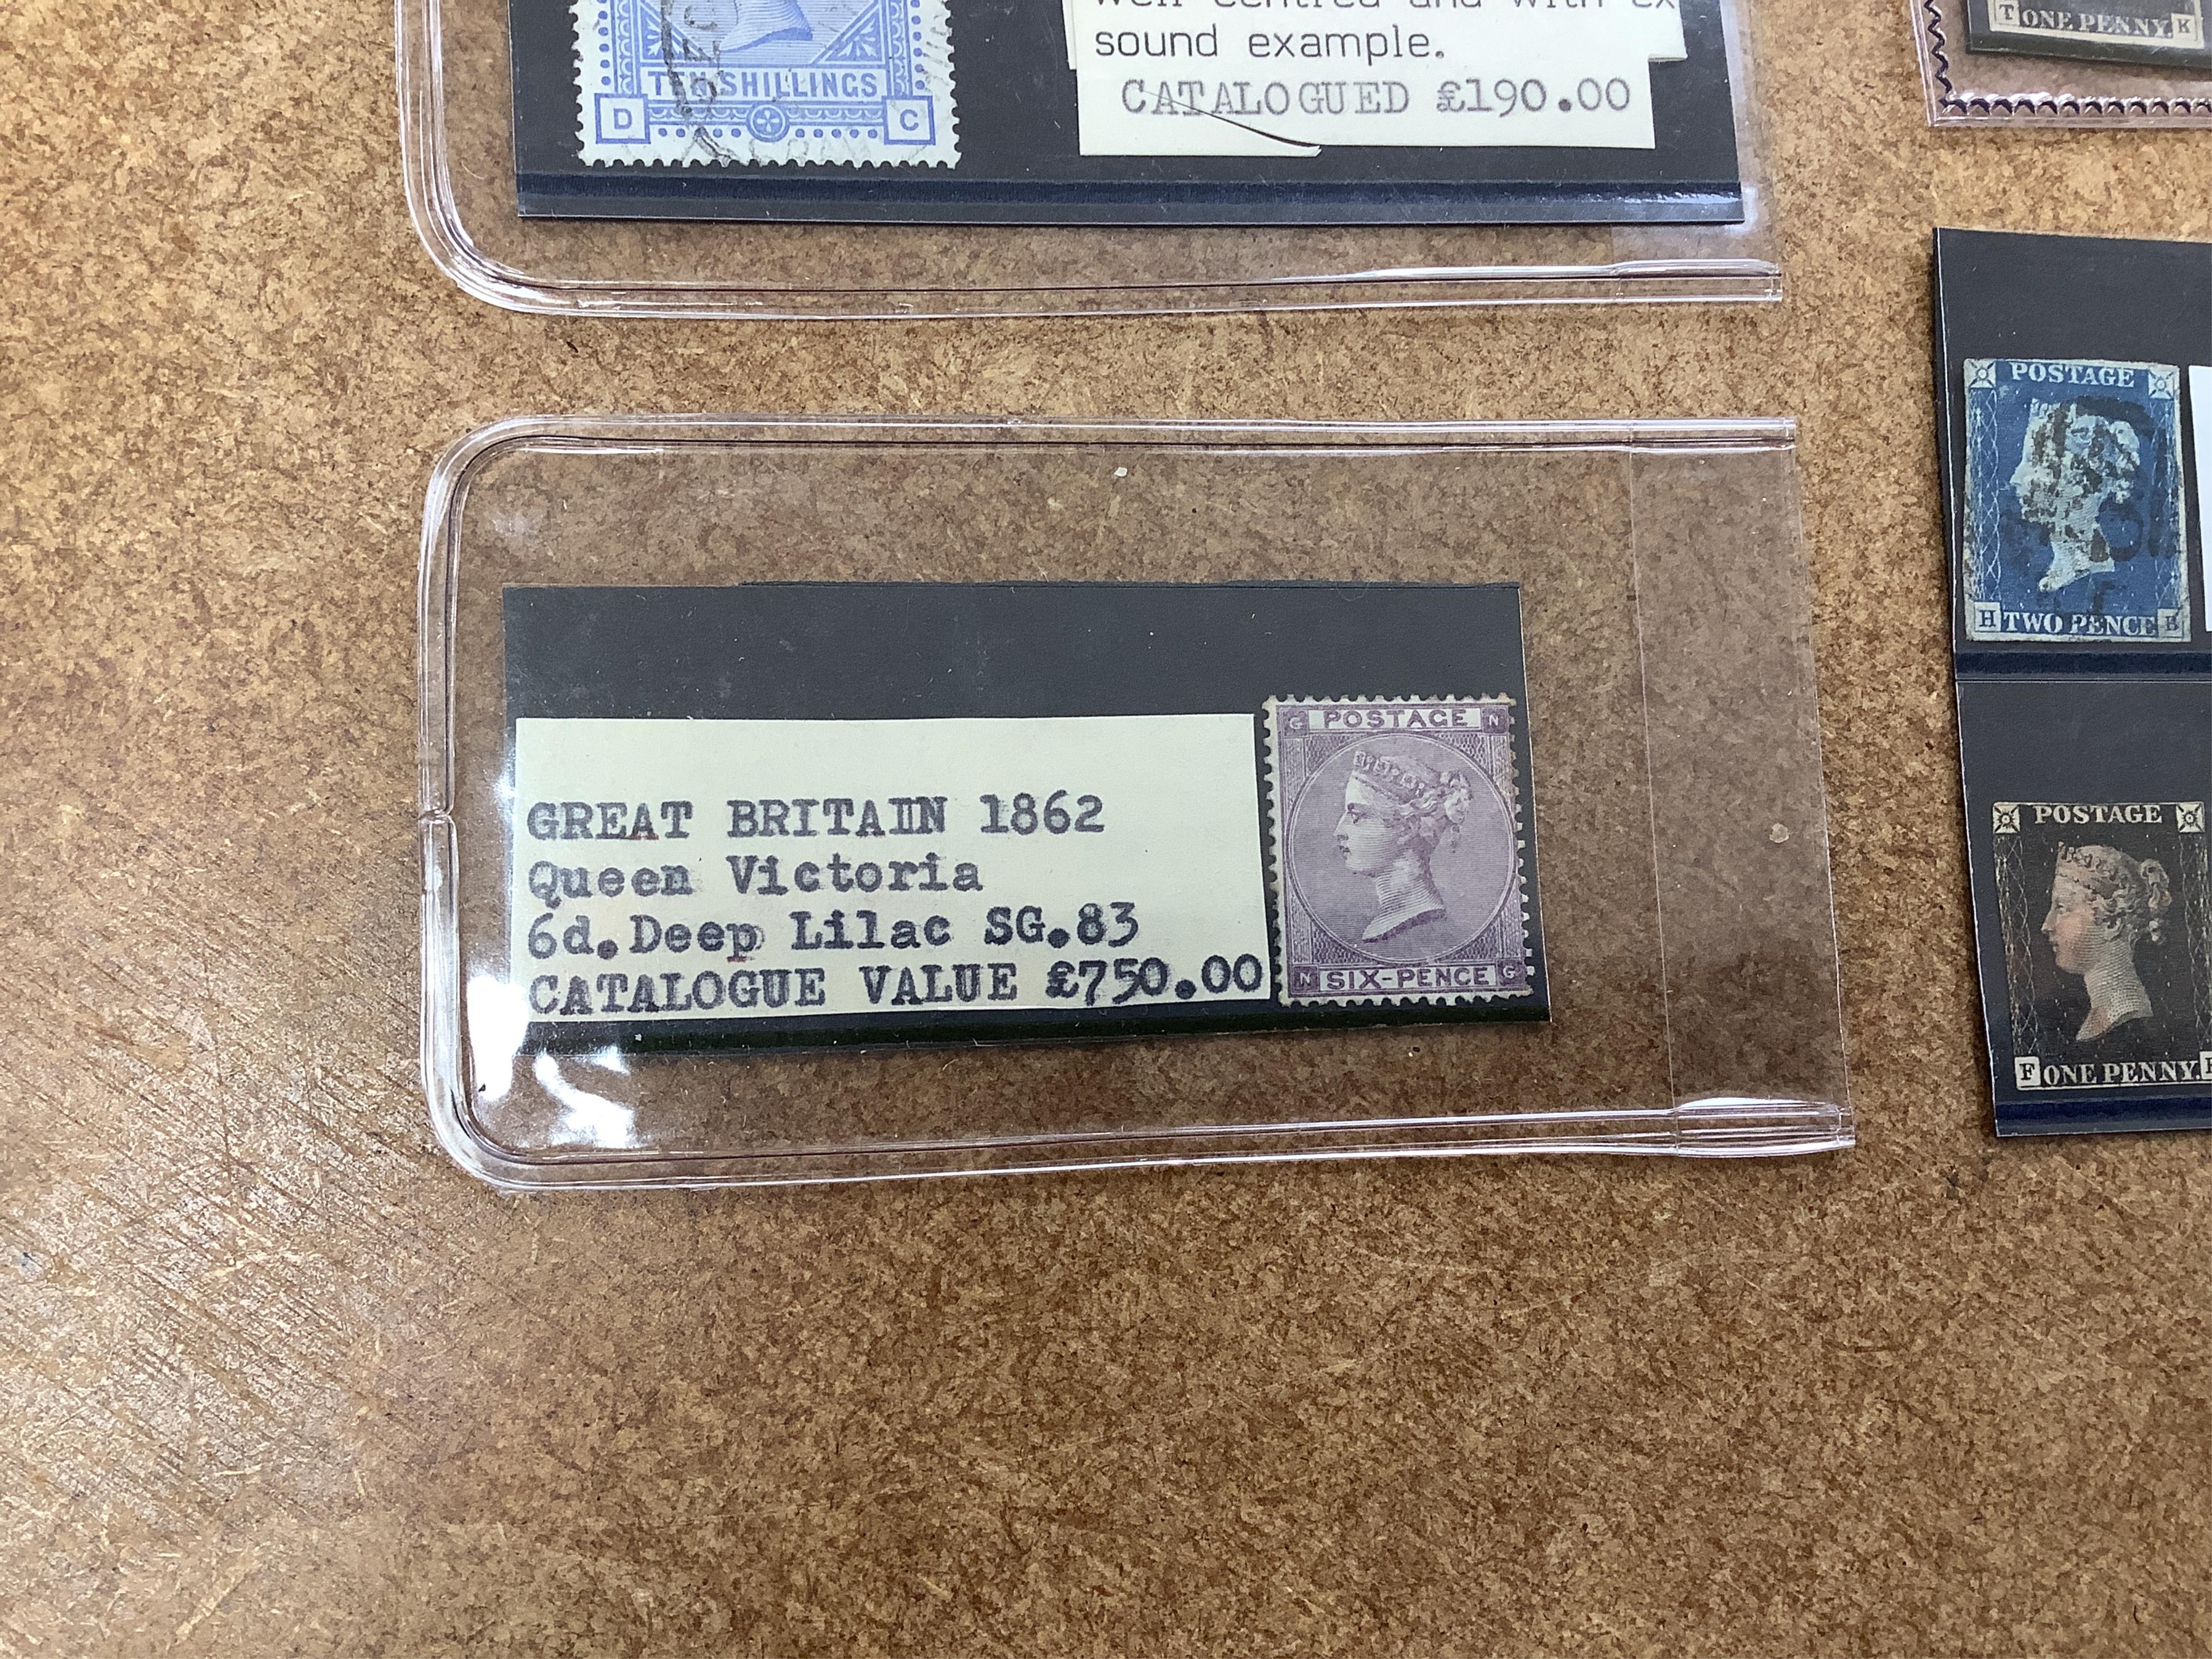 TEN SHILLINGS
D C
sound example.
CATALOGUED £190.00
T ONE PENNY K
POSTAGE
H TWO PENCE B
GREAT BRITAIN 1862
Queen Victoria
6d.Deep Lilac SG.83
CATALOGUE VALUE £750.00
G POSTAGE N
N SIX-PENCE G
POSTAGE
F ONE PENNY